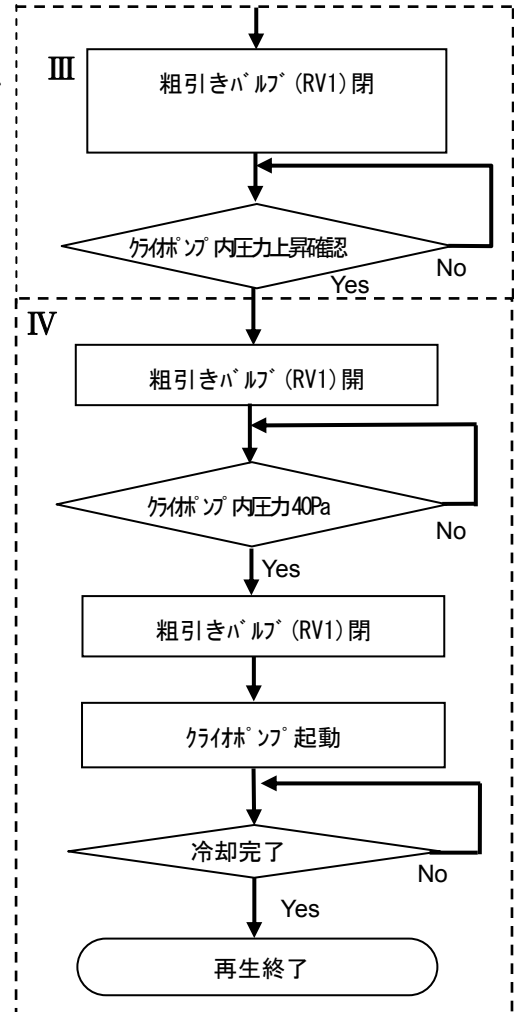 Ⅲ
粗引きﾊﾞﾙﾌﾞ(RV1)閉
ｸﾗｲｵﾎﾟﾝﾌﾟ内圧力上昇確認
No
Yes
Ⅳ
粗引きﾊﾞﾙﾌﾞ(RV1)開
ｸﾗｲｵﾎﾟﾝﾌﾟ内圧力40Pa
No
Yes
粗引きﾊﾞﾙﾌﾞ(RV1)閉
ｸﾗｲｵﾎﾟﾝﾌﾟ起動
冷却完了
No
Yes
再生終了